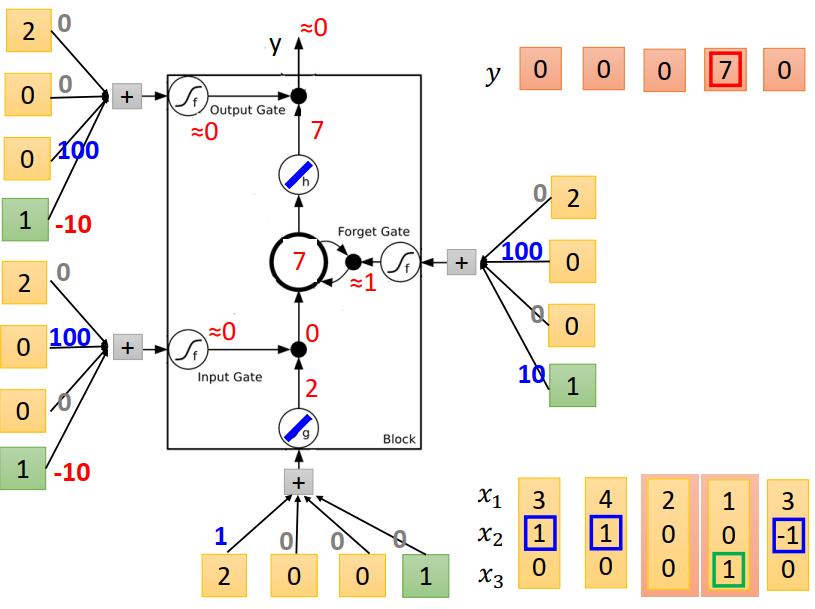 2 0
0 0
0 100
1 -10
+
f
Output Gate
≈0
y ≈0
7
h
Forget Gate
7
≈1
f
+
0 2
100 0
0 0
10 1
y 0 0 0 7 0
2 0
0 100
0 0
1 -10
+
f
≈0
Input Gate
0
2
g
Block
+
1 0 0 0
2 0 0 1
x₁ 3 4 2 1 3
x₂ 1 1 0 0 -1
x₃ 0 0 0 1 0